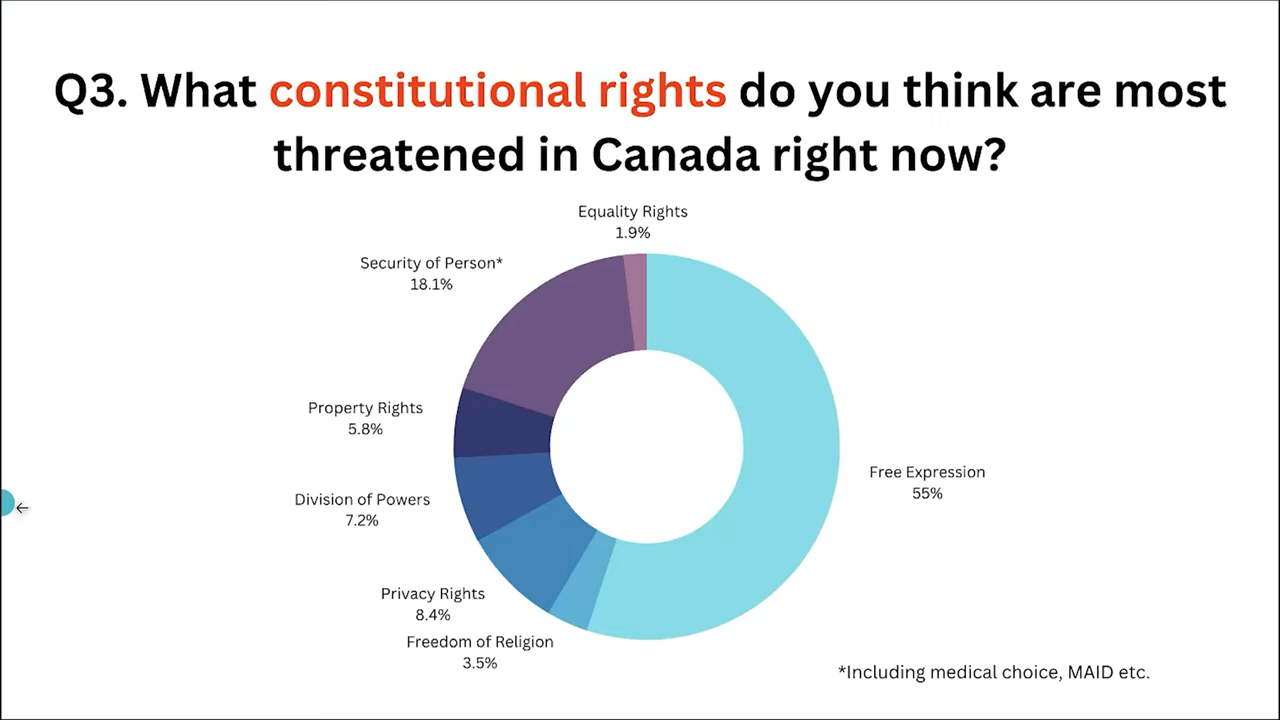 Q3. What constitutional rights do you think are most
threatened in Canada right now?
Equality Rights
1.9%
Security of Person*
18.1%
Property Rights
5.8%
Free Expression
55%
Division of Powers
7.2%
Privacy Rights
8.4%
Freedom of Religion
3.5%
*Including medical choice, MAID etc.